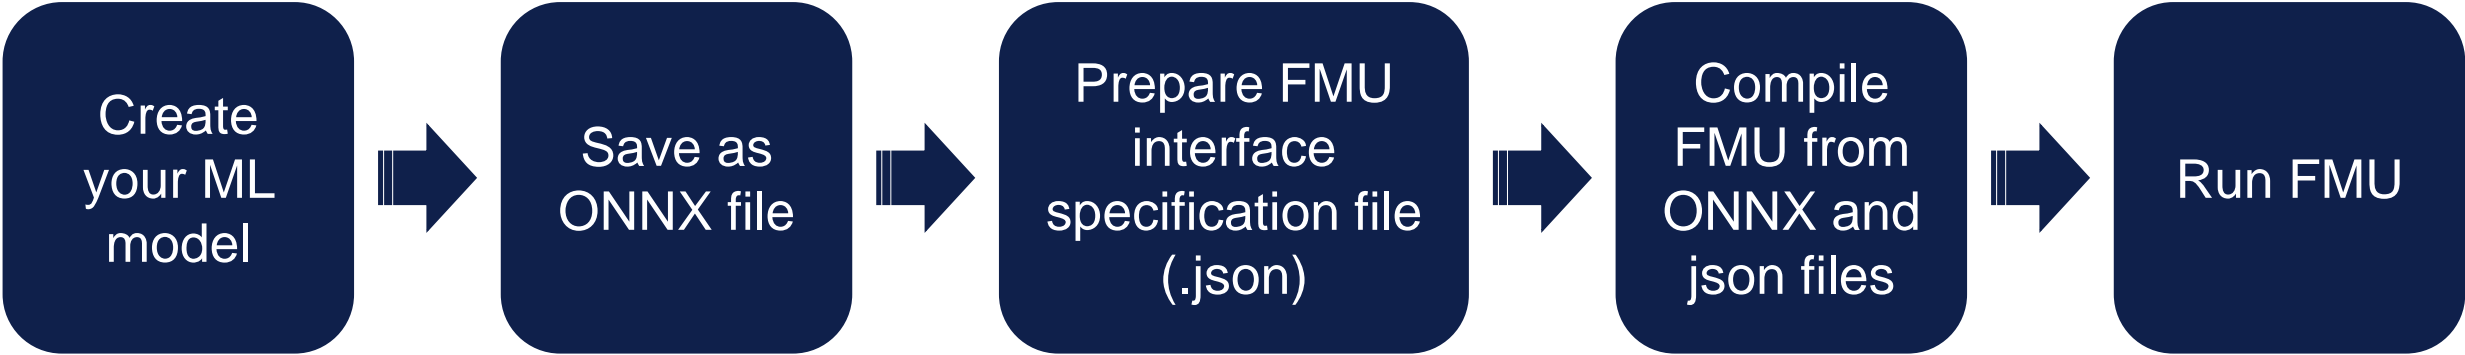 Create
your ML
model
Save as
ONNX file
Prepare FMU
interface
specification file
(.json)
Compile
FMU from
ONNX and
json files
Run FMU